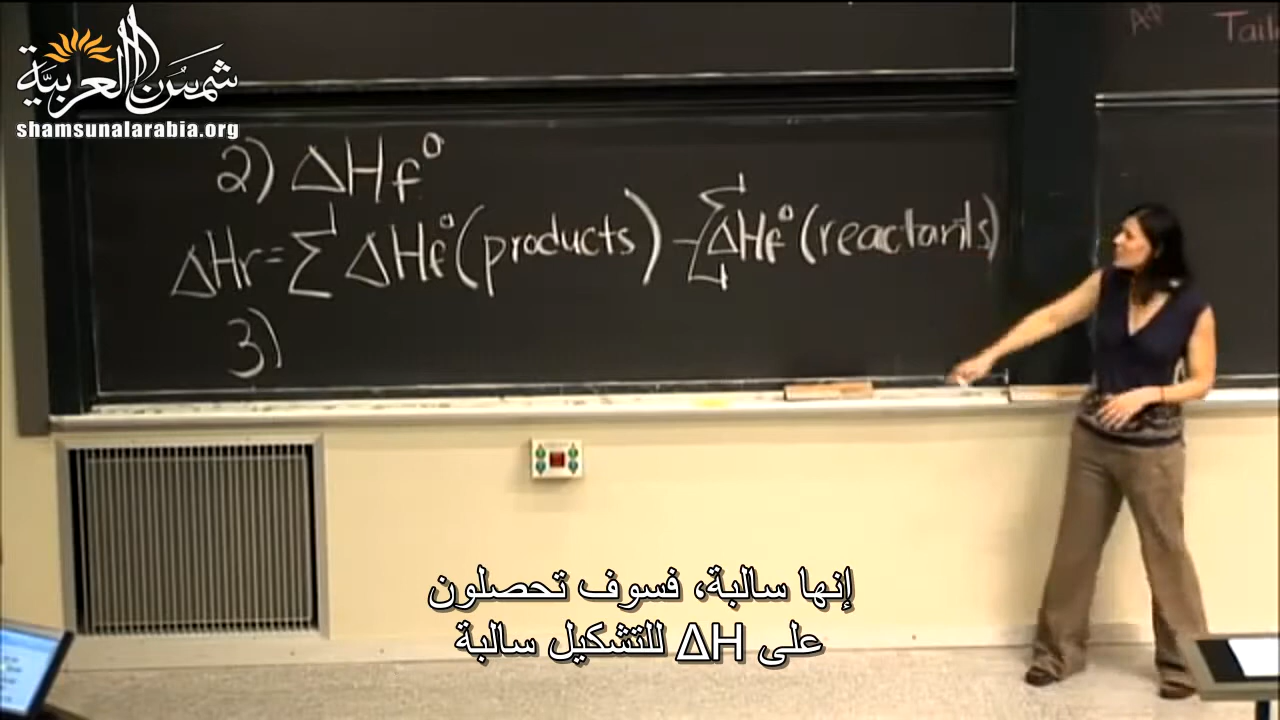 شمس العربية
shamsunalarabia.org
Tail
2) ΔHf°
ΔHr = Σ ΔHf° (products) - Σ ΔHf° (reactants)
3)
إنها سالبة، فسوف تحصلون
على ΔH للتشكيل سالبة